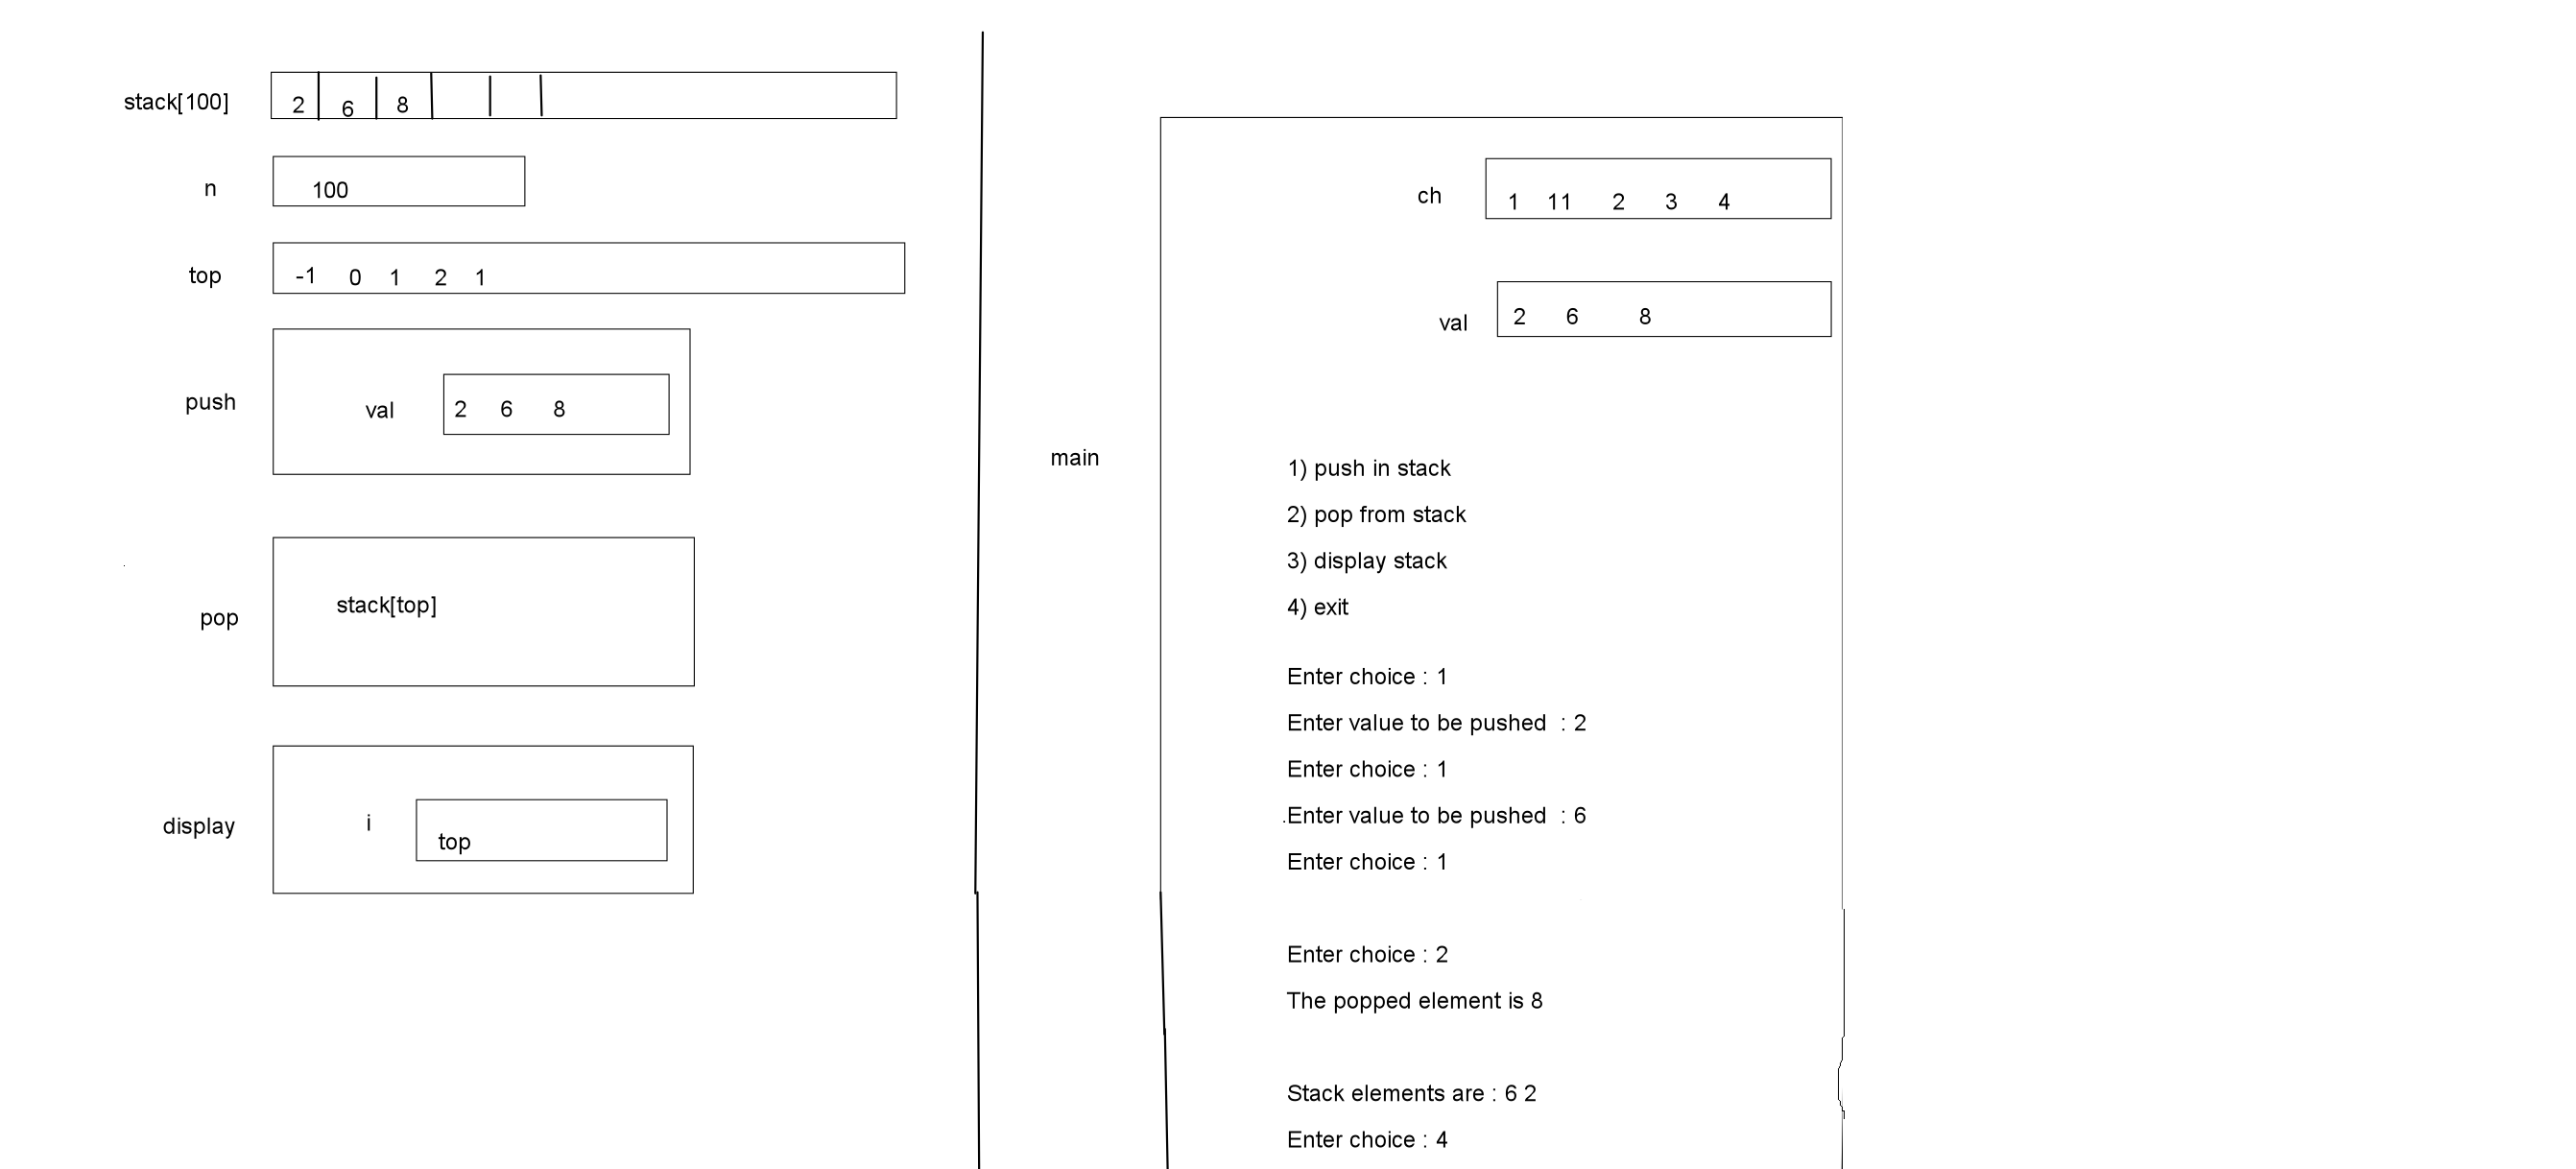 stack[100] 2 6 8
n 100
top -1 0 1 2 1
push val 2 6 8
pop stack[top]
display i top
main
ch 1 11 2 3 4
val 2 6 8
1) push in stack
2) pop from stack
3) display stack
4) exit
Enter choice : 1
Enter value to be pushed : 2
Enter choice : 1
.Enter value to be pushed : 6
Enter choice : 1
Enter choice : 2
The popped element is 8
Stack elements are : 6 2
Enter choice : 4